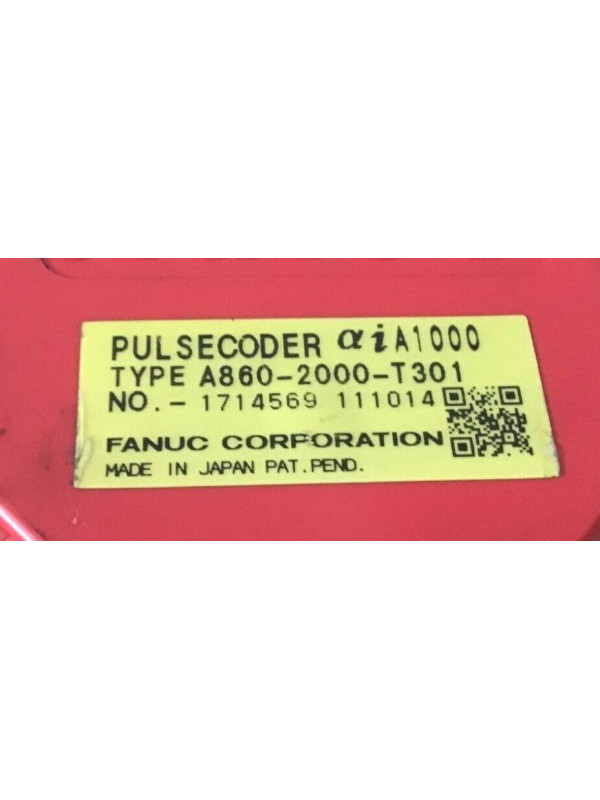 PULSECODER αiA1000
TYPE A860-2000-T301
NO.- 1714569 111014
FANUC CORPORATION
MADE IN JAPAN PAT.PEND.